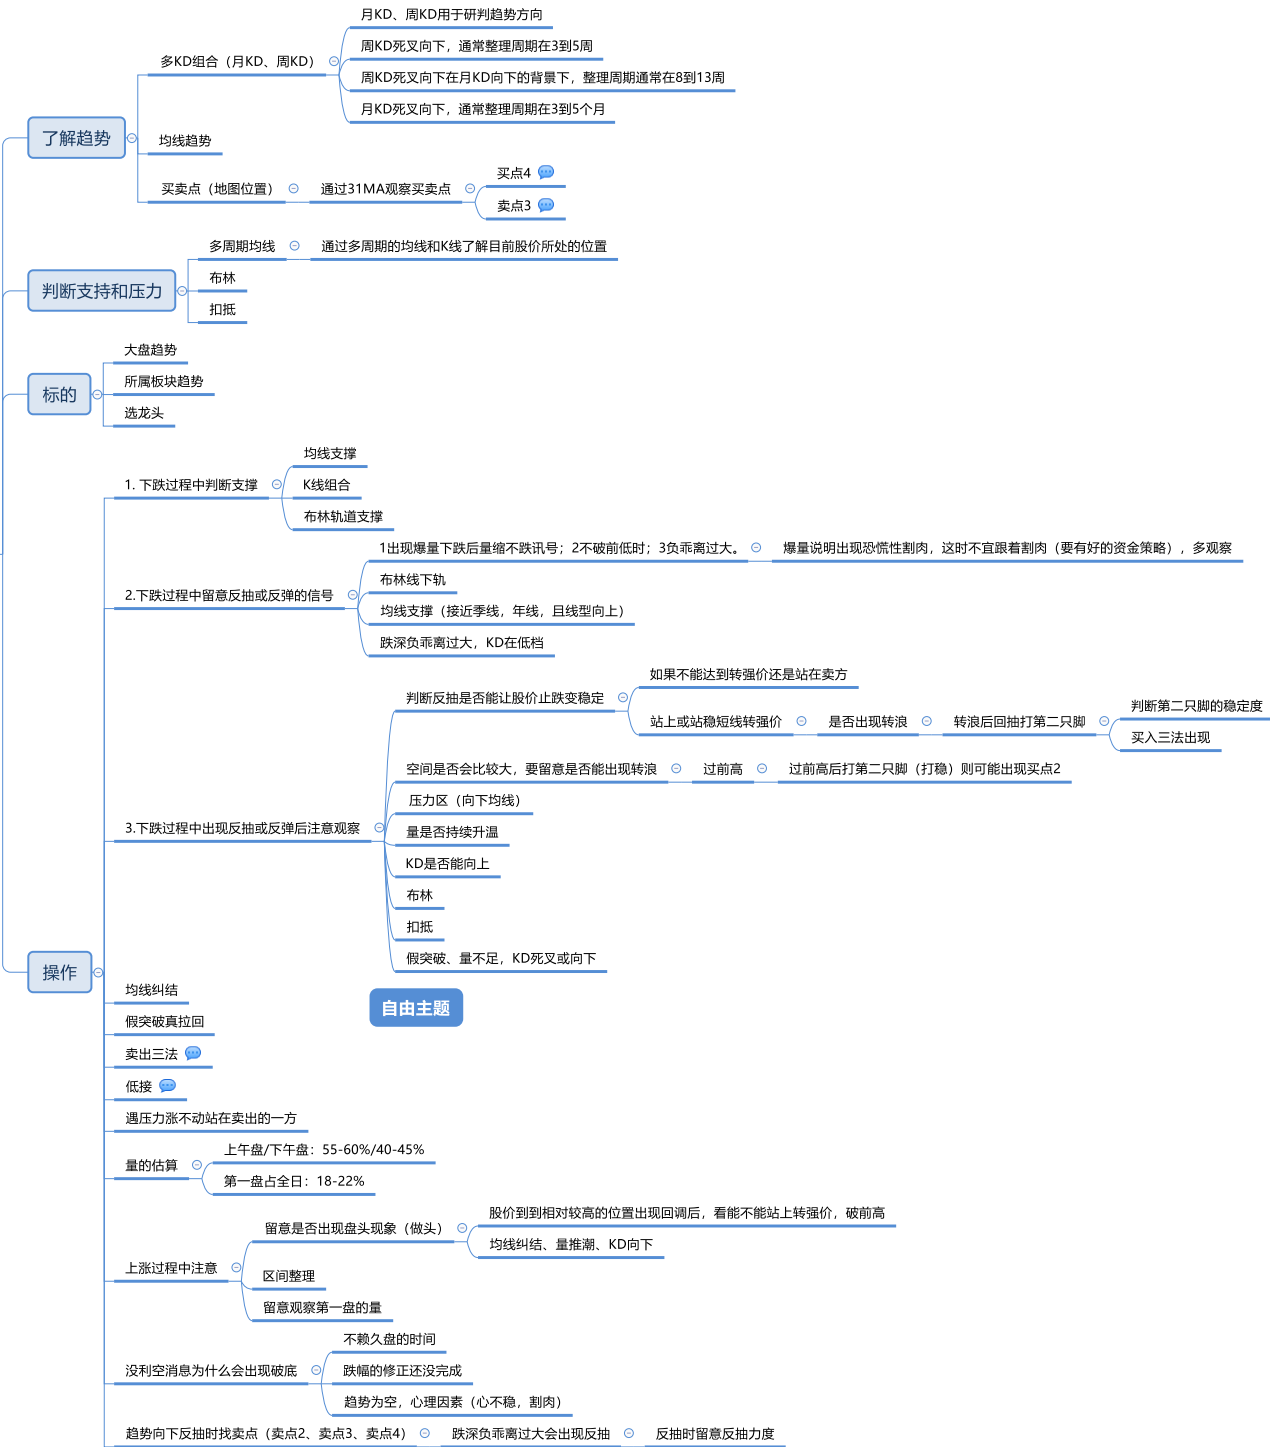 了解趋势
多KD组合（月KD、周KD）
月KD、周KD用于研判趋势方向
周KD死叉向下，通常整理周期在3到5周
周KD死叉向下在月KD向下的背景下，整理周期通常在8到13周
月KD死叉向下，通常整理周期在3到5个月
均线趋势
买卖点（地图位置）
通过31MA观察买卖点
买点4
卖点3
判断支持和压力
多周期均线
通过多周期的均线和K线了解目前股价所处的位置
布林
扣抵
标的
大盘趋势
所属板块趋势
选龙头
操作
1. 下跌过程中判断支撑
均线支撑
K线组合
布林轨道支撑
2.下跌过程中留意反抽或反弹的信号
1出现爆量下跌后量缩不跌讯号；2不破前低时；3负乖离过大。
爆量说明出现恐慌性割肉，这时不宜跟着割肉（要有好的资金策略），多观察
布林线下轨
均线支撑（接近季线，年线，且线型向上）
跌深负乖离过大，KD在低档
3.下跌过程中出现反抽或反弹后注意观察
判断反抽是否能让股价止跌变稳定
如果不能达到转强价还是站在卖方
站上或站稳短线转强价
是否出现转浪
转浪后回抽打第二只脚
判断第二只脚的稳定度
买入三法出现
空间是否会比较大，要留意是否能出现转浪
过前高
过前高后打第二只脚（打稳）则可能出现买点2
压力区（向下均线）
量是否持续升温
KD是否能向上
布林
扣抵
假突破、量不足，KD死叉或向下
自由主题
均线纠结
假突破真拉回
卖出三法
低接
遇压力涨不动站在卖出的一方
量的估算
上午盘/下午盘：55-60%/40-45%
第一盘占全日：18-22%
上涨过程中注意
留意是否出现盘头现象（做头）
股价到到相对较高的位置出现回调后，看能不能站上转强价，破前高
均线纠结、量推潮、KD向下
区间整理
留意观察第一盘的量
没利空消息为什么会出现破底
不赖久盘的时间
跌幅的修正还没完成
趋势为空，心理因素（心不稳，割肉）
趋势向下反抽时找卖点（卖点2、卖点3、卖点4）
跌深负乖离过大会出现反抽
反抽时留意反抽力度